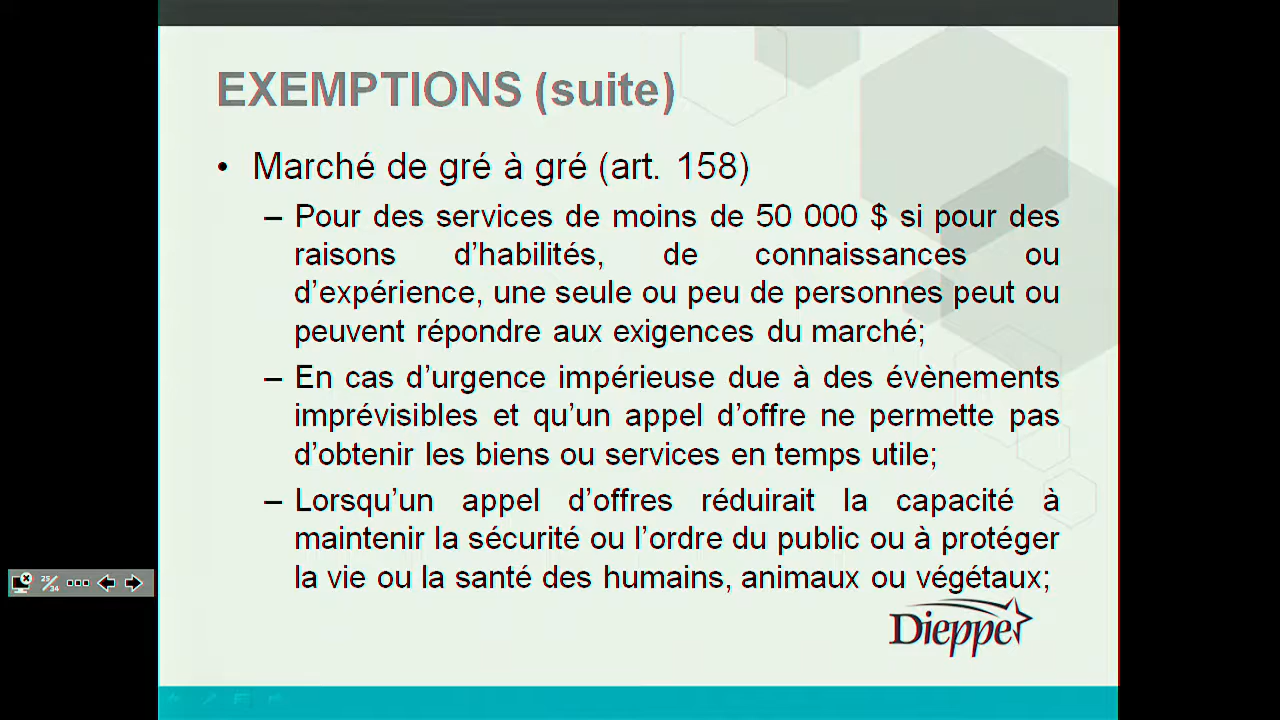 EXEMPTIONS (suite)
• Marché de gré à gré (art. 158)
– Pour des services de moins de 50 000 $ si pour des
raisons d’habilités, de connaissances ou
d’expérience, une seule ou peu de personnes peut ou
peuvent répondre aux exigences du marché;
– En cas d’urgence impérieuse due à des évènements
imprévisibles et qu’un appel d’offre ne permette pas
d’obtenir les biens ou services en temps utile;
– Lorsqu’un appel d’offres réduirait la capacité à
maintenir la sécurité ou l’ordre du public ou à protéger
la vie ou la santé des humains, animaux ou végétaux;
25/34
Dieppe